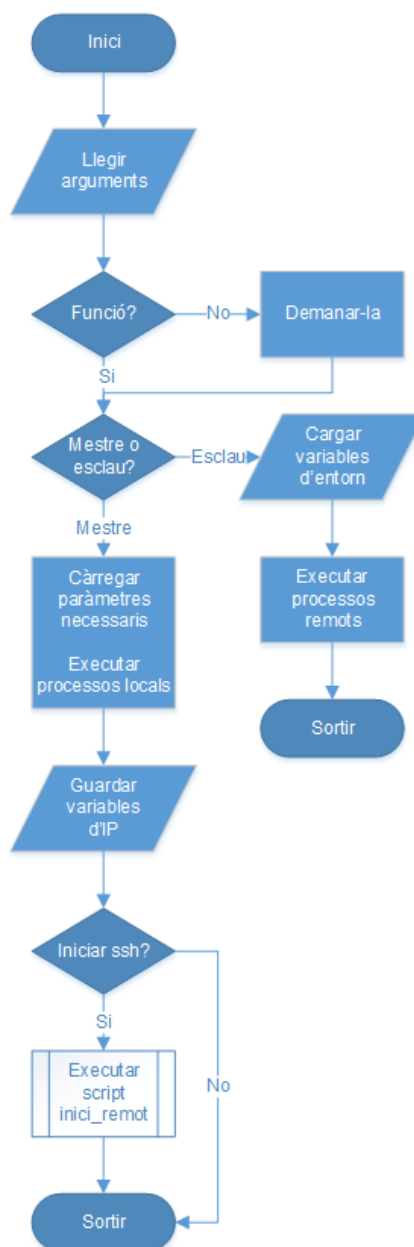 Inici
Llegir
arguments
Funció?
No
Demanar-la
Si
Mestre o
esclau?
Esclau
Cargar
variables
d'entorn
Mestre
Càrregar
paràmetres
necessaris
Executar
processos locals
Executar
processos
remots
Sortir
Guardar
variables
d'IP
Iniciar ssh?
Si
No
Executar
script
inici_remot
Sortir